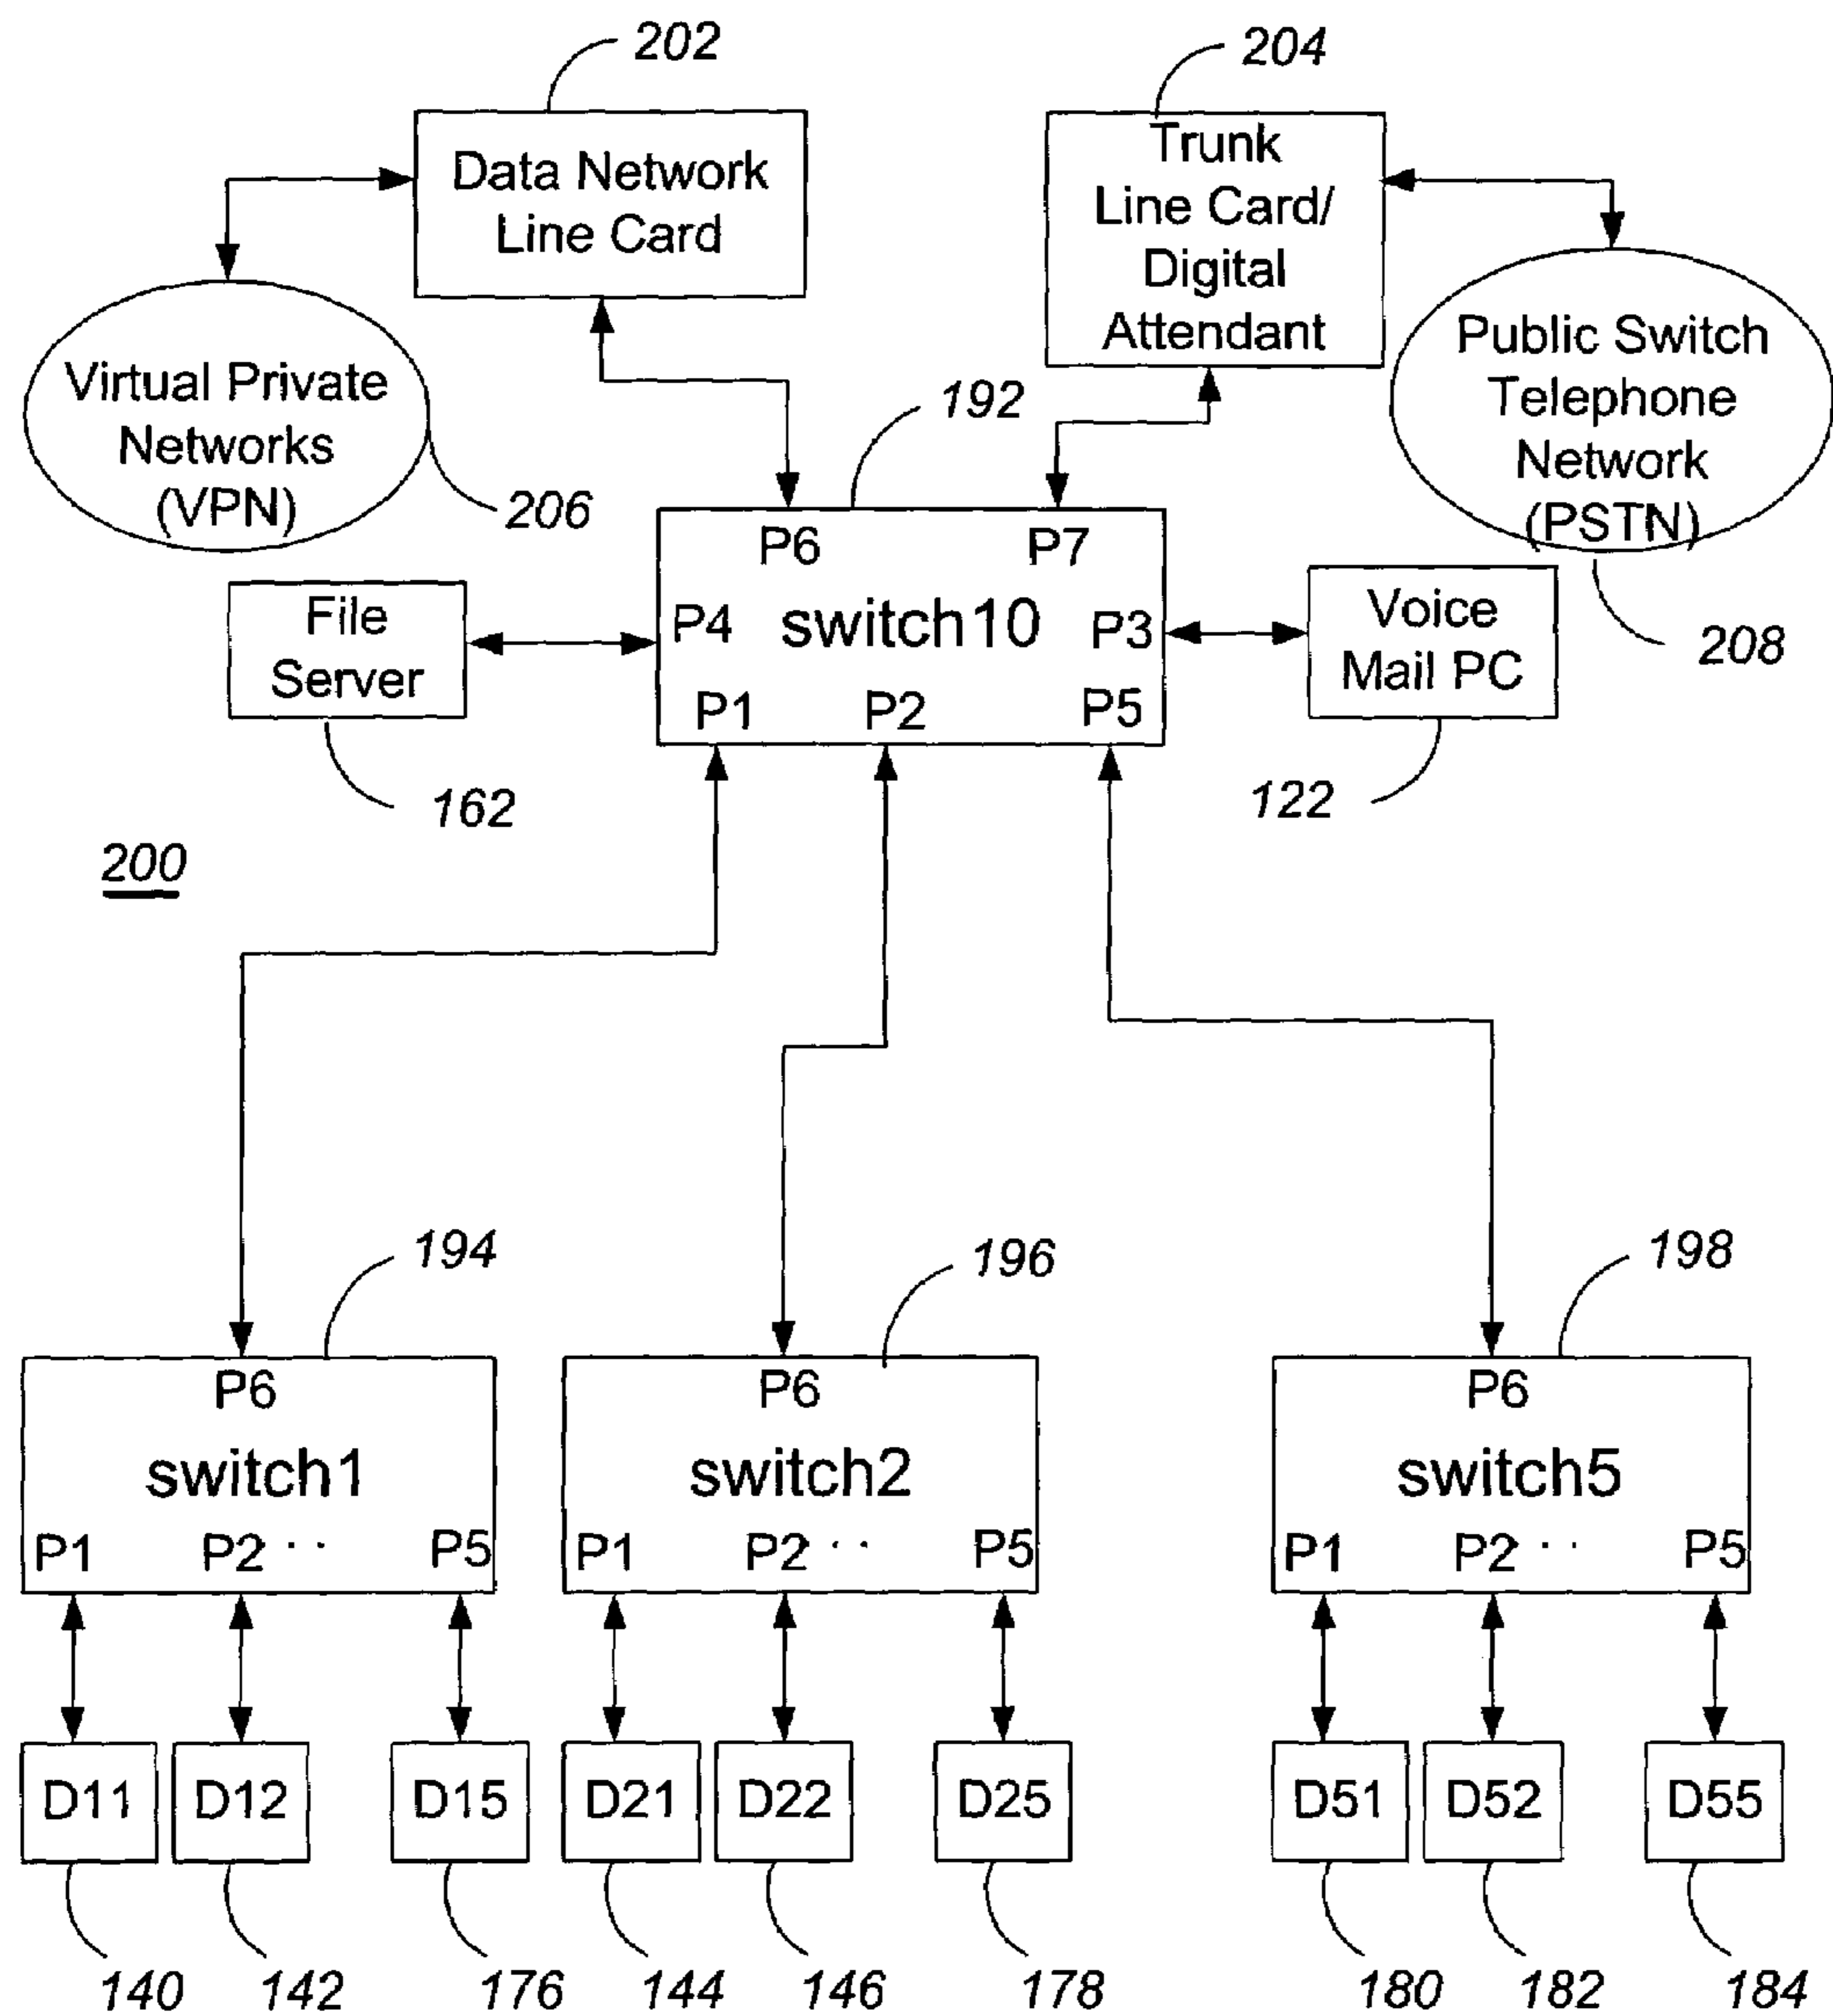 202
204
Data Network
Line Card
Trunk
Line Card/
Digital
Attendant
Virtual Private
Networks
(VPN)
206
192
Public Switch
Telephone
Network
(PSTN)
208
P6
P7
P4
switch10
P3
P1
P2
P5
File
Server
162
Voice
Mail PC
122
200
194
196
198
P6
switch1
P1
P2 ··
P5
P6
switch2
P1
P2 ··
P5
P6
switch5
P1
P2 ··
P5
D11
D12
D15
D21
D22
D25
D51
D52
D55
140
142
176
144
146
178
180
182
184